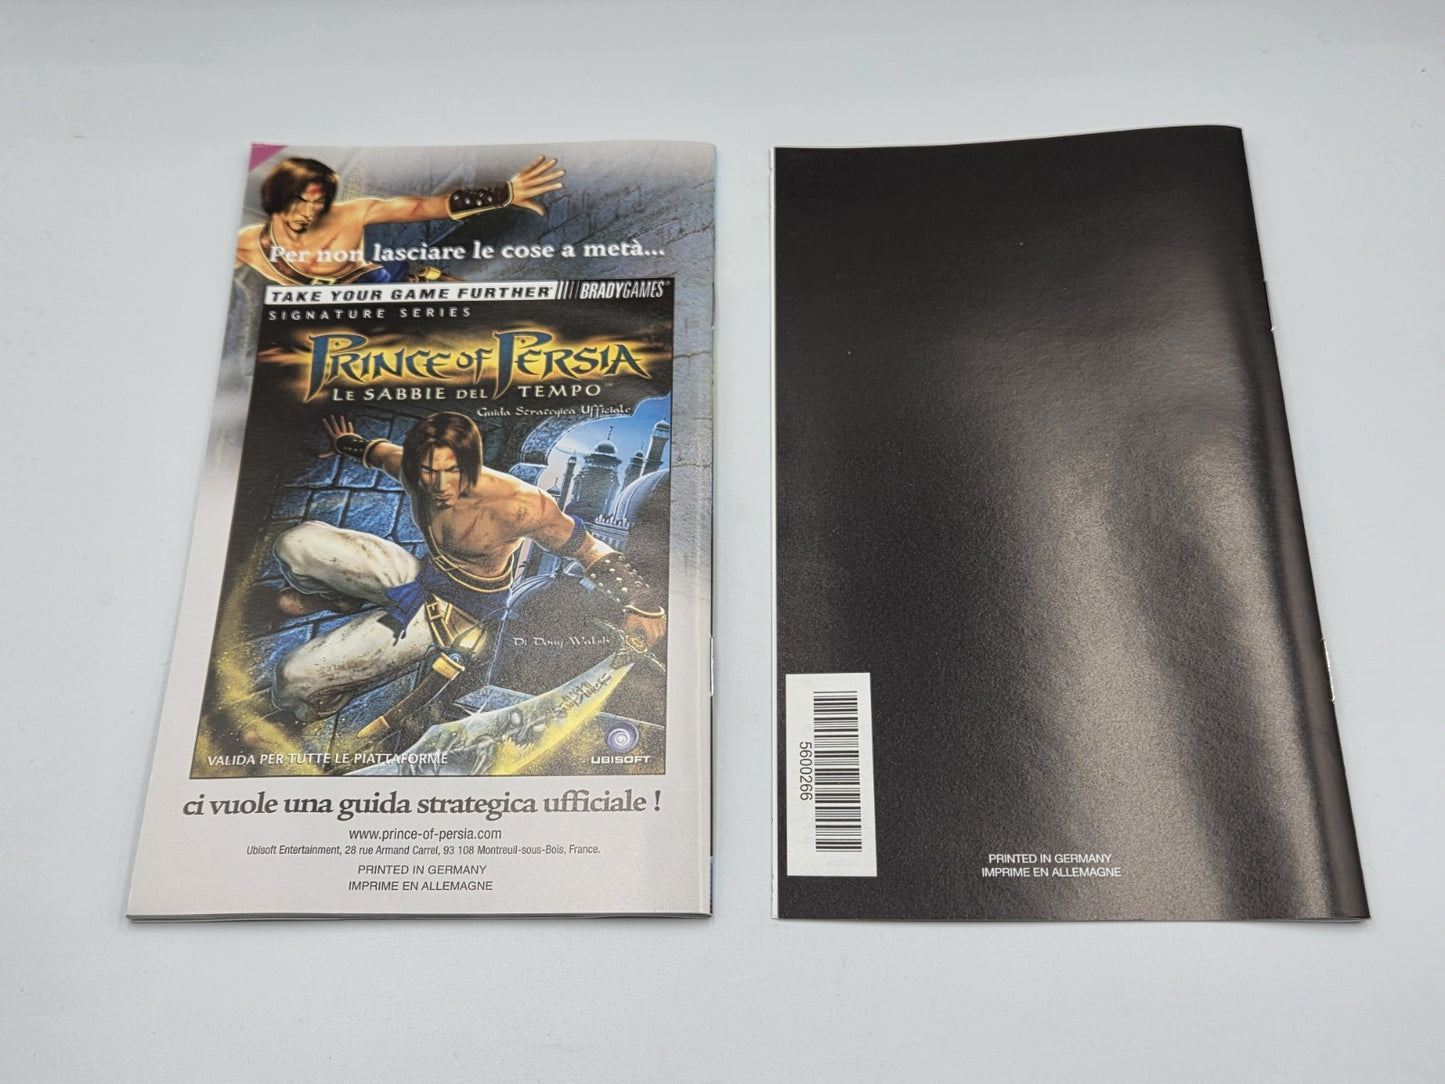 Per non lasciare le cose a metà...
TAKE YOUR GAME FURTHER® BRADYGAMES®
SIGNATURE SERIES
PRINCE OF PERSIA
LE SABBIE DEL TEMPO™
Guida Strategica Ufficiale
Di Doug Walsh
VALIDA PER TUTTE LE PIATTAFORME
UBISOFT
ci vuole una guida strategica ufficiale !
www.prince-of-persia.com
Ubisoft Entertainment, 28 rue Armand Carrel, 93 108 Montreuil-sous-Bois, France.
PRINTED IN GERMANY
IMPRIME EN ALLEMAGNE
5600266
PRINTED IN GERMANY
IMPRIME EN ALLEMAGNE